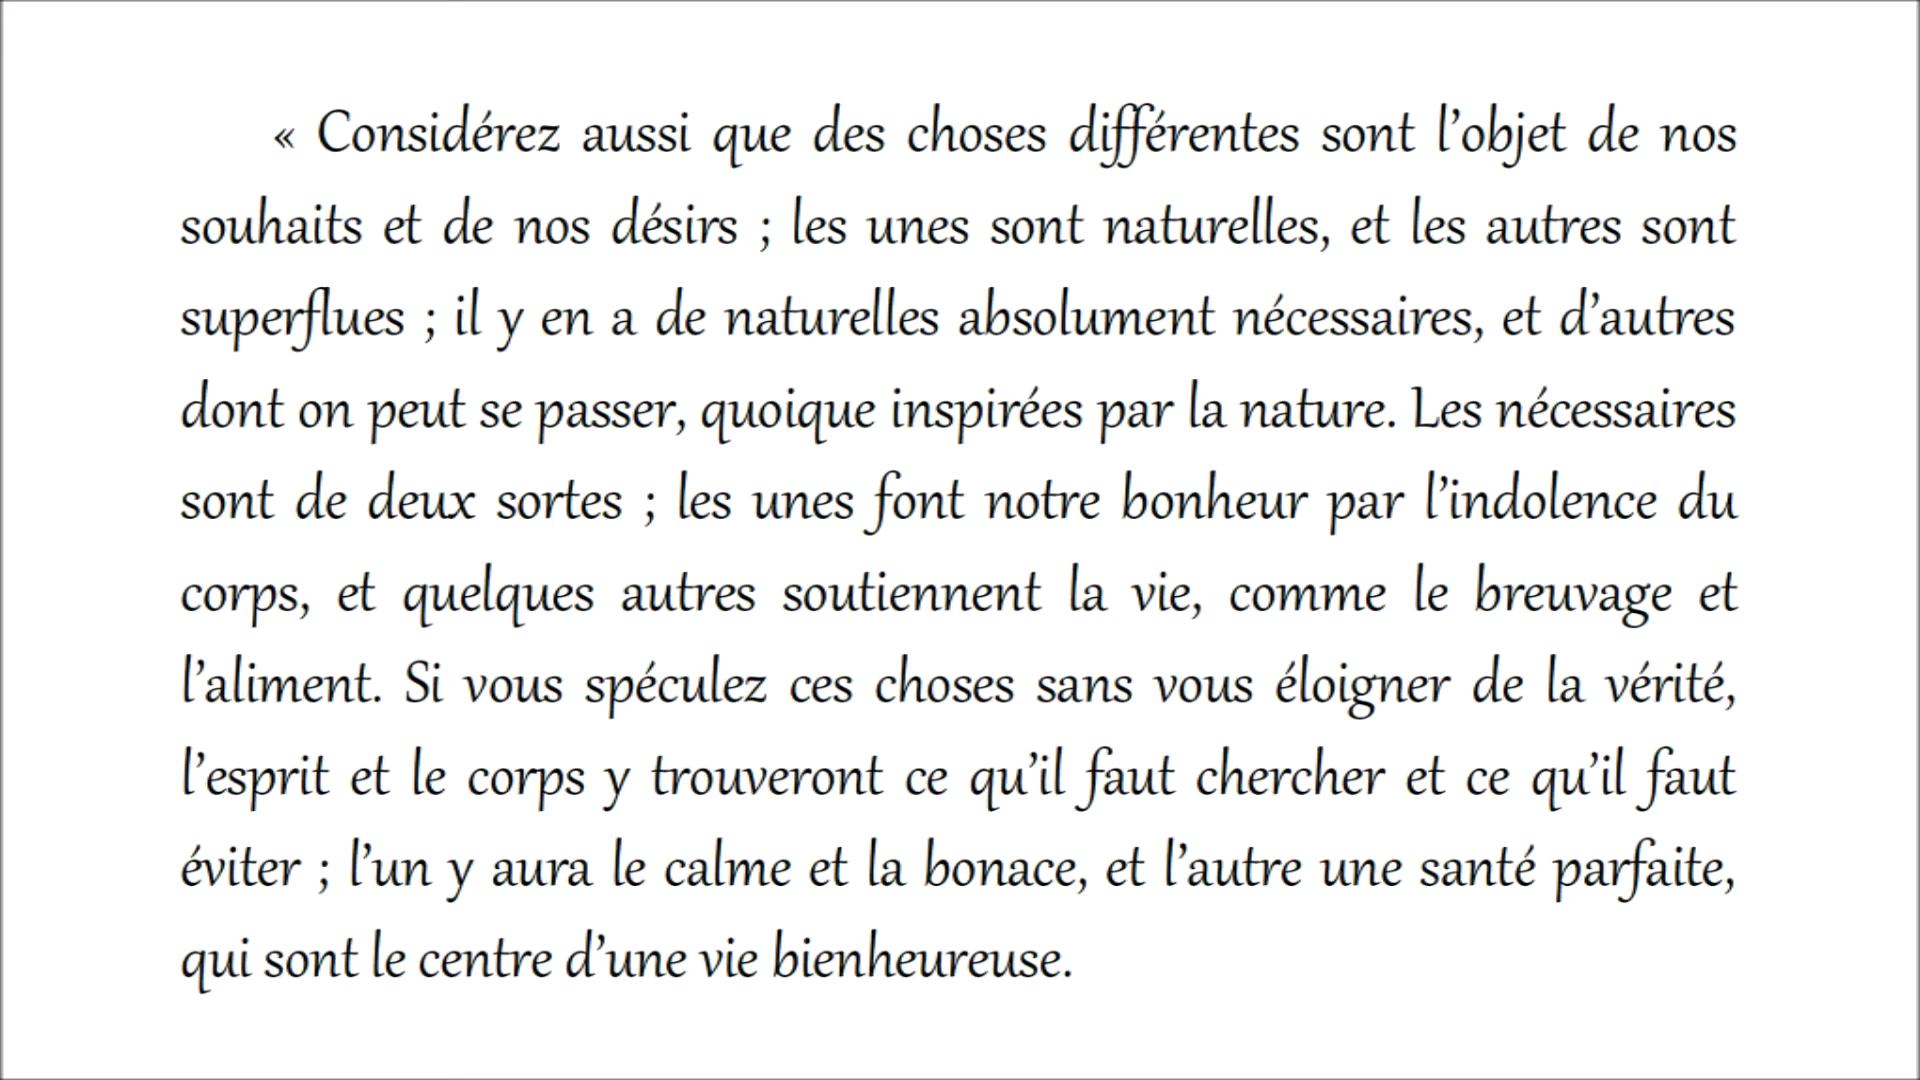 « Considérez aussi que des choses différentes sont l’objet de nos
souhaits et de nos désirs ; les unes sont naturelles, et les autres sont
superflues ; il y en a de naturelles absolument nécessaires, et d’autres
dont on peut se passer, quoique inspirées par la nature. Les nécessaires
sont de deux sortes ; les unes font notre bonheur par l’indolence du
corps, et quelques autres soutiennent la vie, comme le breuvage et
l’aliment. Si vous spéculez ces choses sans vous éloigner de la vérité,
l’esprit et le corps y trouveront ce qu’il faut chercher et ce qu’il faut
éviter ; l’un y aura le calme et la bonace, et l’autre une santé parfaite,
qui sont le centre d’une vie bienheureuse.